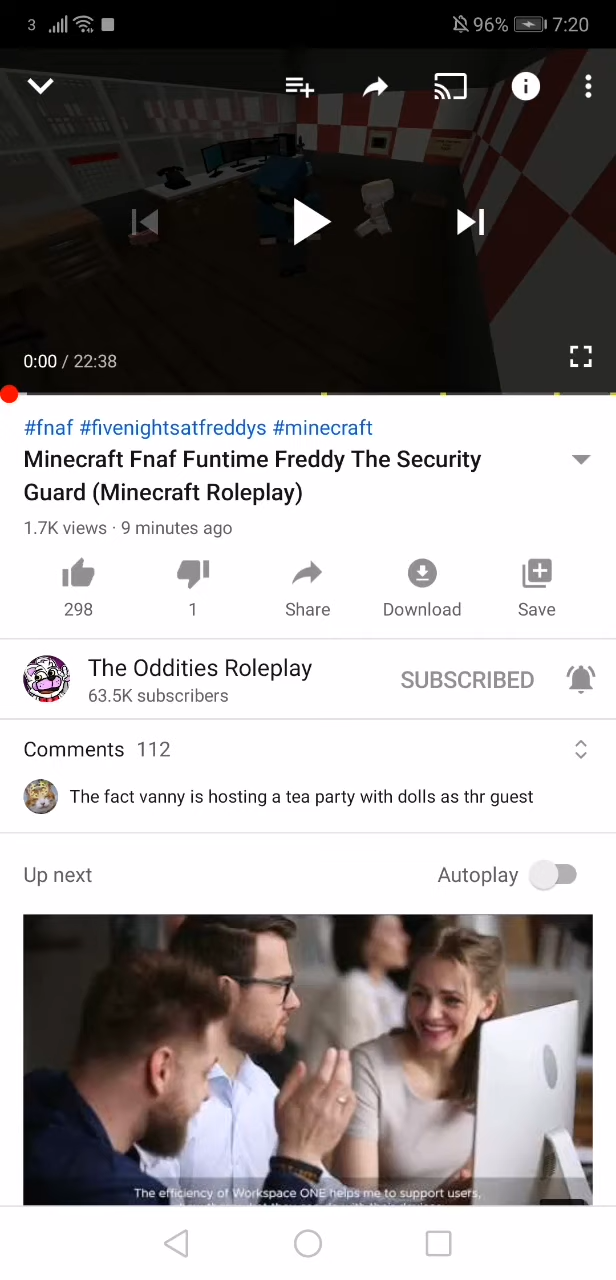 3 96% 7:20
0:00 / 22:38
#fnaf #fivenightsatfreddys #minecraft
Minecraft Fnaf Funtime Freddy The Security
Guard (Minecraft Roleplay)
1.7K views · 9 minutes ago
298 1 Share Download Save
The Oddities Roleplay
63.5K subscribers
SUBSCRIBED
Comments 112
The fact vanny is hosting a tea party with dolls as thr guest
Up next Autoplay
The efficiency of Workspace ONE helps me to support users,